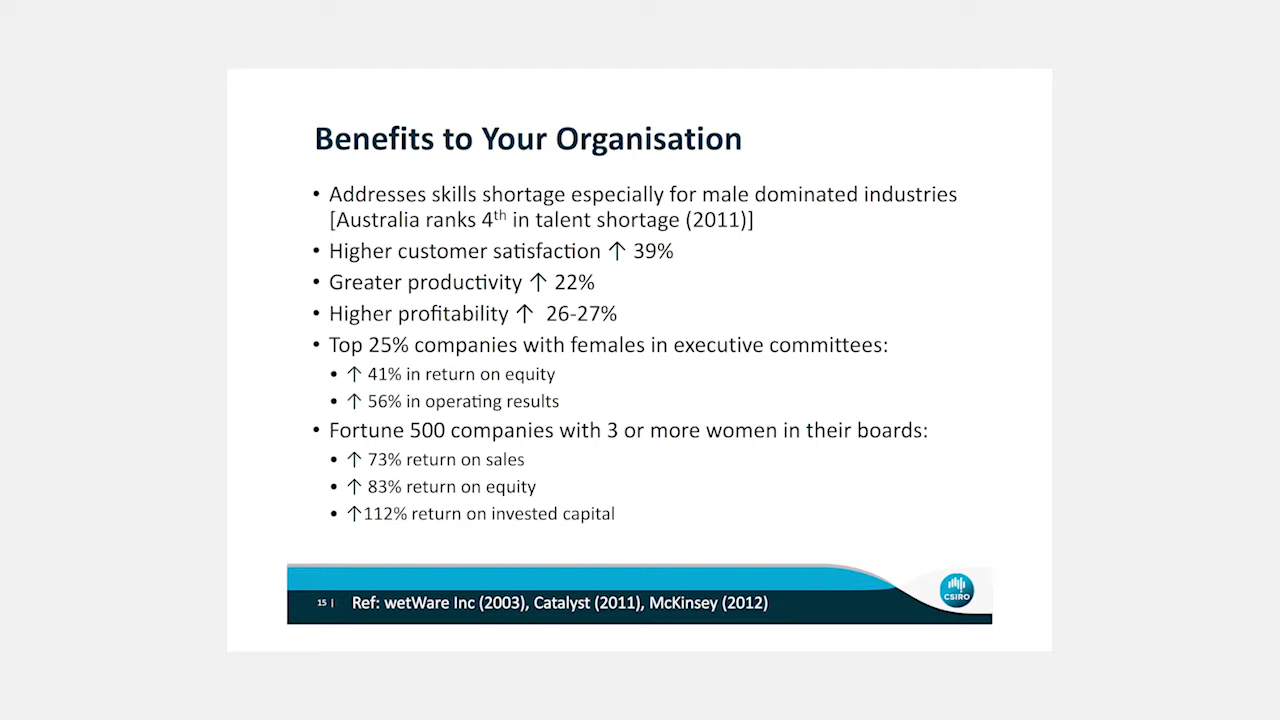 Benefits to Your Organisation
• Addresses skills shortage especially for male dominated industries
[Australia ranks 4th in talent shortage (2011)]
• Higher customer satisfaction ↑ 39%
• Greater productivity ↑ 22%
• Higher profitability ↑ 26-27%
• Top 25% companies with females in executive committees:
• ↑ 41% in return on equity
• ↑ 56% in operating results
• Fortune 500 companies with 3 or more women in their boards:
• ↑ 73% return on sales
• ↑ 83% return on equity
• ↑112% return on invested capital
15 | Ref: wetWare Inc (2003), Catalyst (2011), McKinsey (2012)
CSIRO